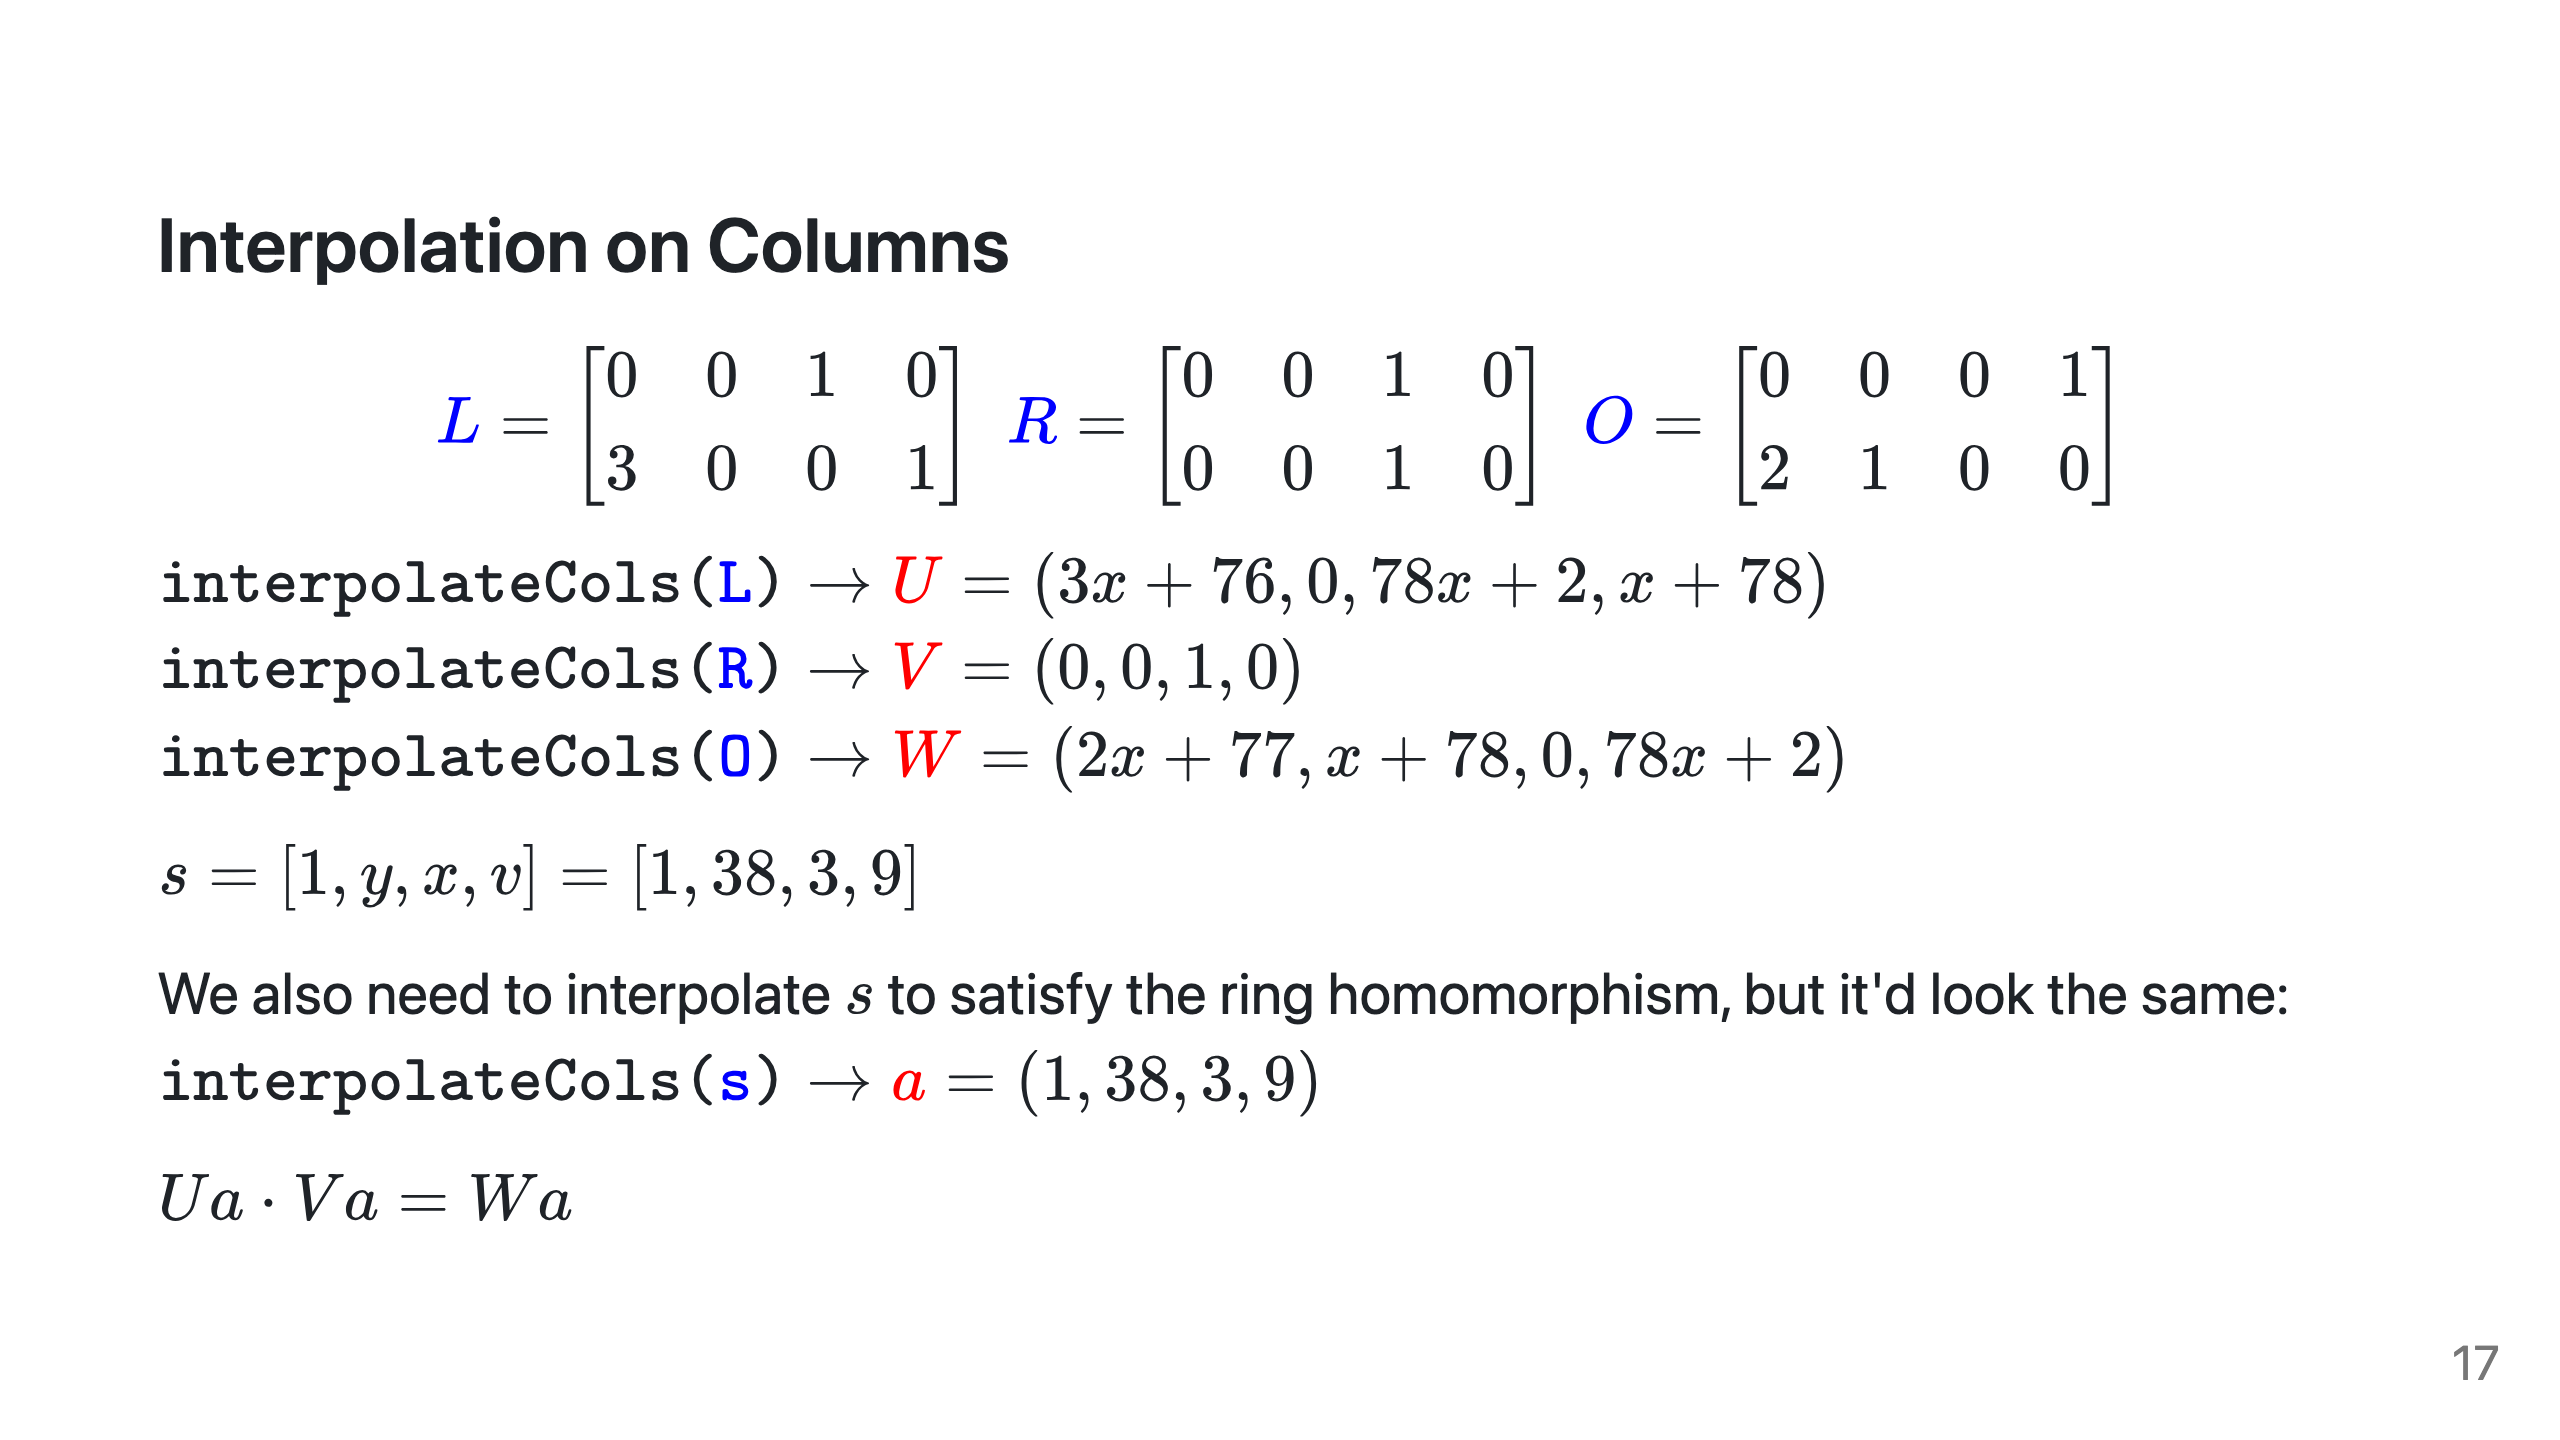 Interpolation on Columns
L = [0 0 1 0; 3 0 0 1] R = [0 0 1 0; 0 0 1 0] O = [0 0 0 1; 2 1 0 0]
interpolateCols(L) → U = (3x + 76, 0, 78x + 2, x + 78)
interpolateCols(R) → V = (0, 0, 1, 0)
interpolateCols(O) → W = (2x + 77, x + 78, 0, 78x + 2)
s = [1, y, x, v] = [1, 38, 3, 9]
We also need to interpolate s to satisfy the ring homomorphism, but it'd look the same:
interpolateCols(s) → a = (1, 38, 3, 9)
Ua · Va = Wa
17